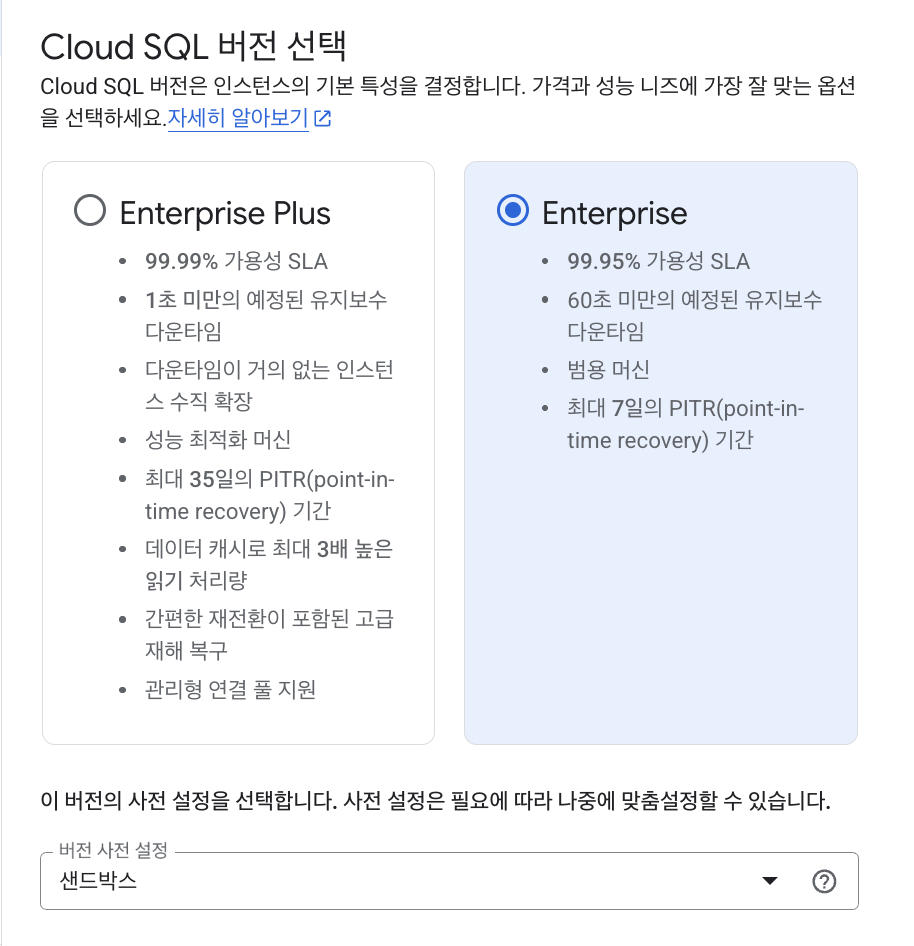 Cloud SQL 버전 선택
Cloud SQL 버전은 인스턴스의 기본 특성을 결정합니다. 가격과 성능 니즈에 가장 잘 맞는 옵션
을 선택하세요.자세히 알아보기
Enterprise Plus
• 99.99% 가용성 SLA
• 1초 미만의 예정된 유지보수
다운타임
• 다운타임이 거의 없는 인스턴
스 수직 확장
• 성능 최적화 머신
• 최대 35일의 PITR(point-in-
time recovery) 기간
• 데이터 캐시로 최대 3배 높은
읽기 처리량
• 간편한 재전환이 포함된 고급
재해 복구
• 관리형 연결 풀 지원
Enterprise
• 99.95% 가용성 SLA
• 60초 미만의 예정된 유지보수
다운타임
• 범용 머신
• 최대 7일의 PITR(point-in-
time recovery) 기간
이 버전의 사전 설정을 선택합니다. 사전 설정은 필요에 따라 나중에 맞춤설정할 수 있습니다.
버전 사전 설정
샌드박스